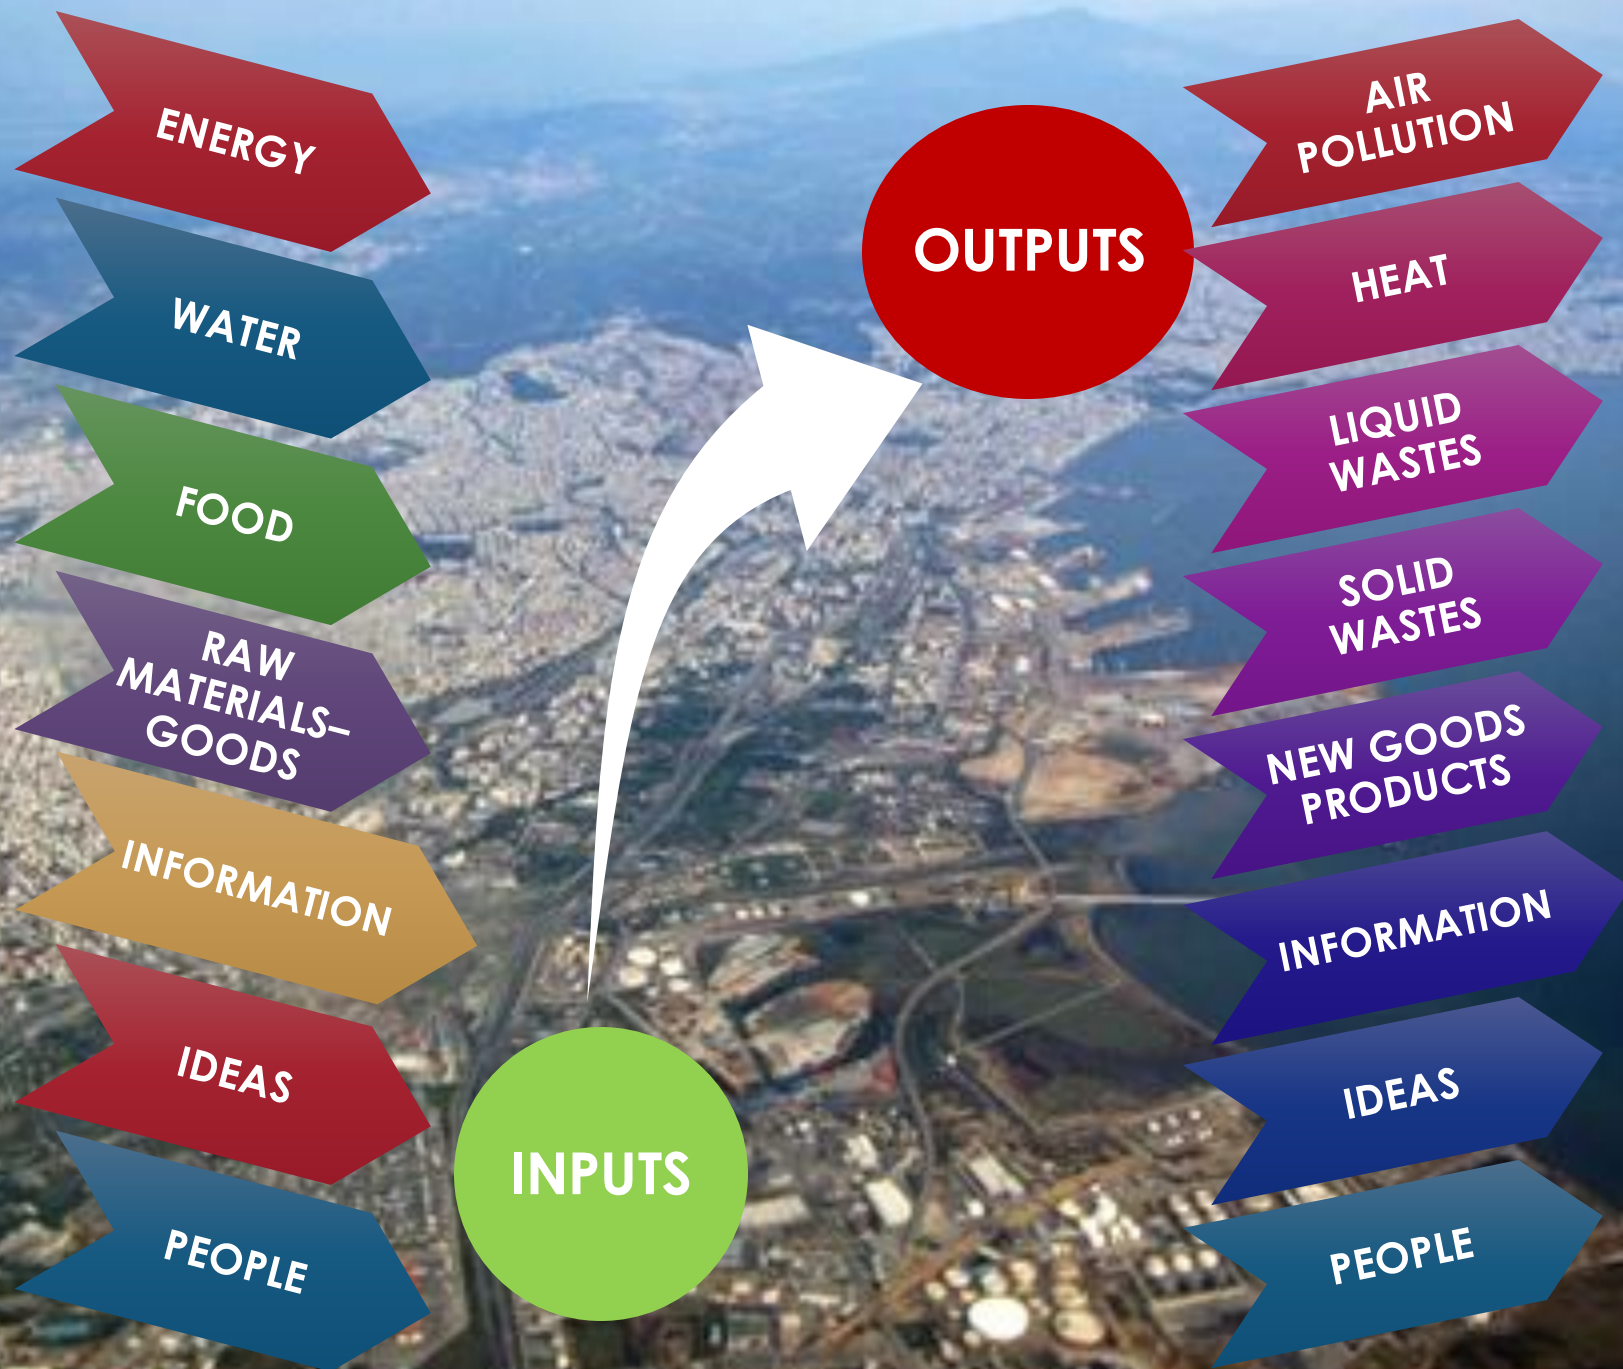 ENERGY
WATER
FOOD
RAW
MATERIALS–
GOODS
INFORMATION
IDEAS
PEOPLE
INPUTS
OUTPUTS
AIR
POLLUTION
HEAT
LIQUID
WASTES
SOLID
WASTES
NEW GOODS
PRODUCTS
INFORMATION
IDEAS
PEOPLE